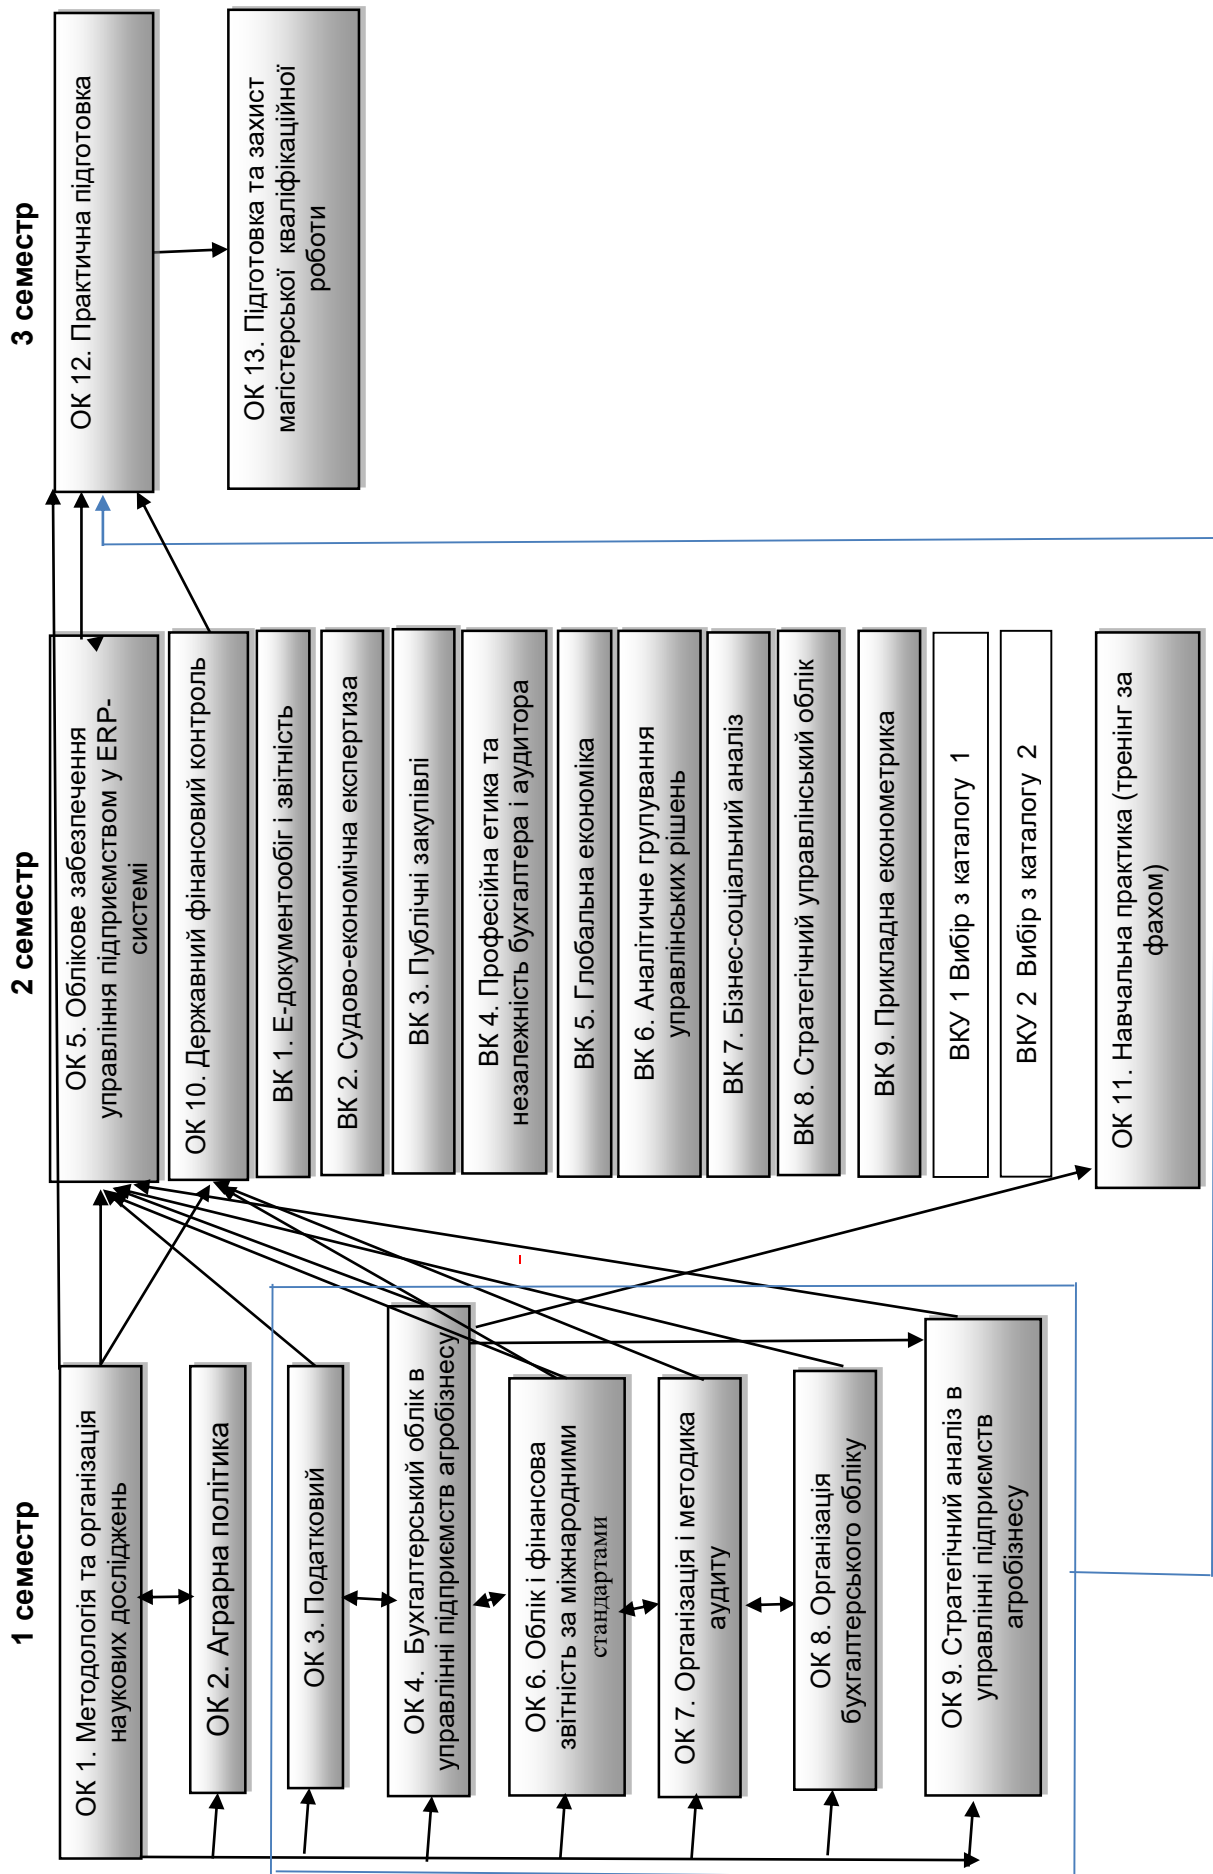 1 семестр
ОК 1. Методологія та організація
наукових досліджень
ОК 2. Аграрна політика
ОК 3. Податковий
ОК 4.  Бухгалтерський облік в
управлінні підприємств агробізнесу
ОК 6. Облік і фінансова
звітність за міжнародними
стандартами
ОК 7. Організація і методика
аудиту
ОК 8. Організація
бухгалтерського обліку
ОК 9. Стратегічний аналіз в
управлінні підприємств
агробізнесу
2 семестр
ОК 5. Облікове забезпечення
управління підприємством у ERP-
системі
ОК 10. Державний фінансовий контроль
ВК 1. Е-документообіг і звітність
ВК 2. Судово-економічна експертиза
ВК 3. Публічні закупівлі
ВК 4. Професійна етика та
незалежність бухгалтера і аудитора
ВК 5. Глобальна економіка
ВК 6. Аналітичне групування
управлінських рішень
ВК 7. Бізнес-соціальний аналіз
ВК 8. Стратегічний управлінський облік
ВК 9. Прикладна економетрика
ВКУ 1 Вибір з каталогу  1
ВКУ 2  Вибір з каталогу  2
ОК 11. Навчальна практика (тренінг за
фахом)
3 семестр
ОК 12. Практична підготовка
ОК 13. Підготовка та захист
магістерської  кваліфікаційної
роботи